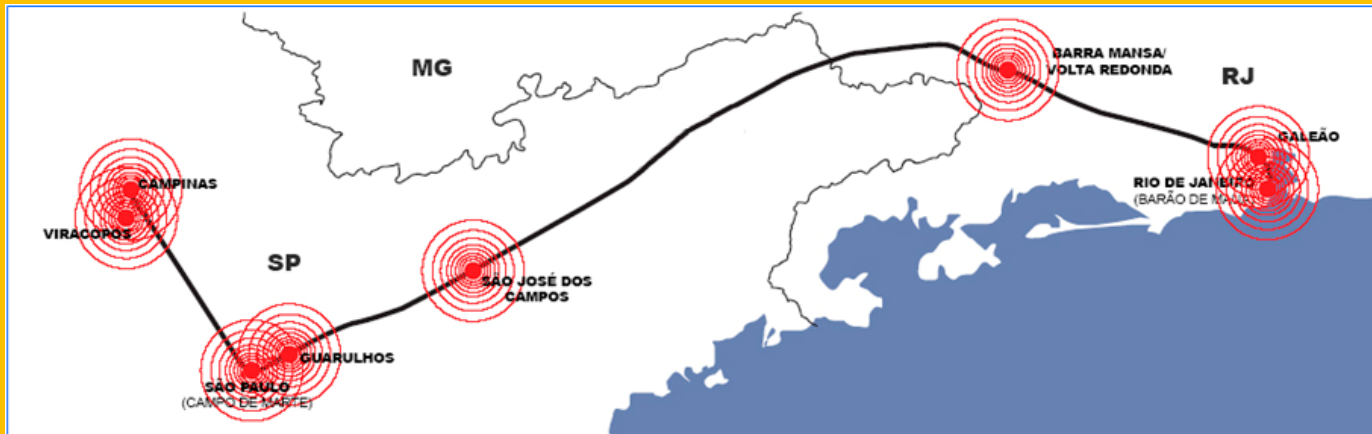 MG
BARRA MANSA/
VOLTA REDONDA
RJ
GALEÃO
CAMPINAS
RIO DE JANEIRO
(BARÃO DE MAUÁ)
VIRACOPOS
SP
SÃO JOSÉ DOS
CAMPOS
GUARULHOS
SÃO PAULO
(CAMPO DE MARTE)